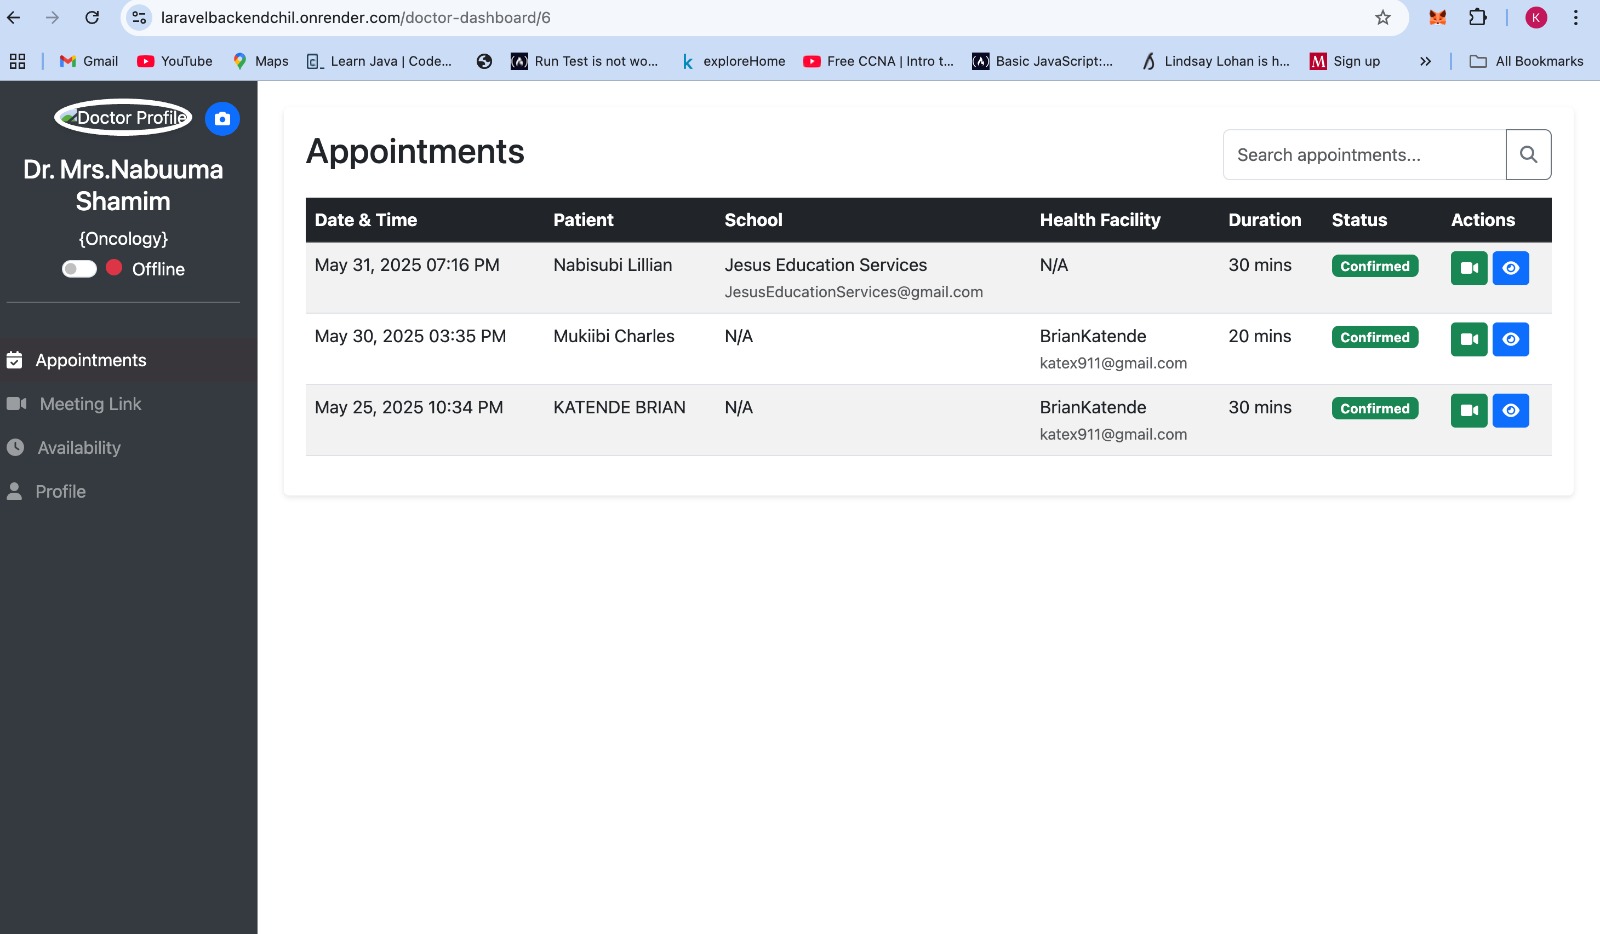 laravelbackendchil.onrender.com/doctor-dashboard/6
K
Gmail YouTube Maps Learn Java | Code... Run Test is not wo... exploreHome Free CCNA | Intro t... Basic JavaScript:... Lindsay Lohan is h... Sign up » All Bookmarks
Doctor Profile
Dr. Mrs.Nabuuma
Shamim
{Oncology}
Offline
Appointments
Meeting Link
Availability
Profile
Appointments
Search appointments...
Date & Time Patient School Health Facility Duration Status Actions
May 31, 2025 07:16 PM Nabisubi Lillian Jesus Education Services N/A 30 mins Confirmed
JesusEducationServices@gmail.com
May 30, 2025 03:35 PM Mukiibi Charles N/A BrianKatende 20 mins Confirmed
katex911@gmail.com
May 25, 2025 10:34 PM KATENDE BRIAN N/A BrianKatende 30 mins Confirmed
katex911@gmail.com